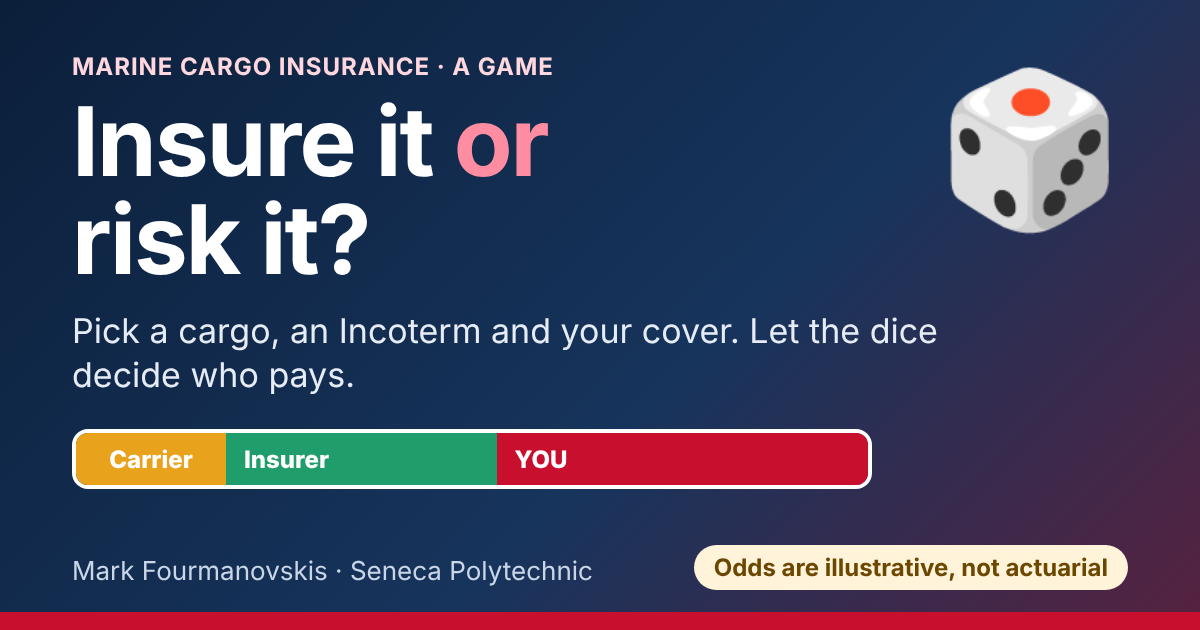 MARINE CARGO INSURANCE · A GAME
Insure it or
risk it?
Pick a cargo, an Incoterm and your cover. Let the dice
decide who pays.
Carrier Insurer YOU
Mark Fourmanovskis · Seneca Polytechnic
Odds are illustrative, not actuarial